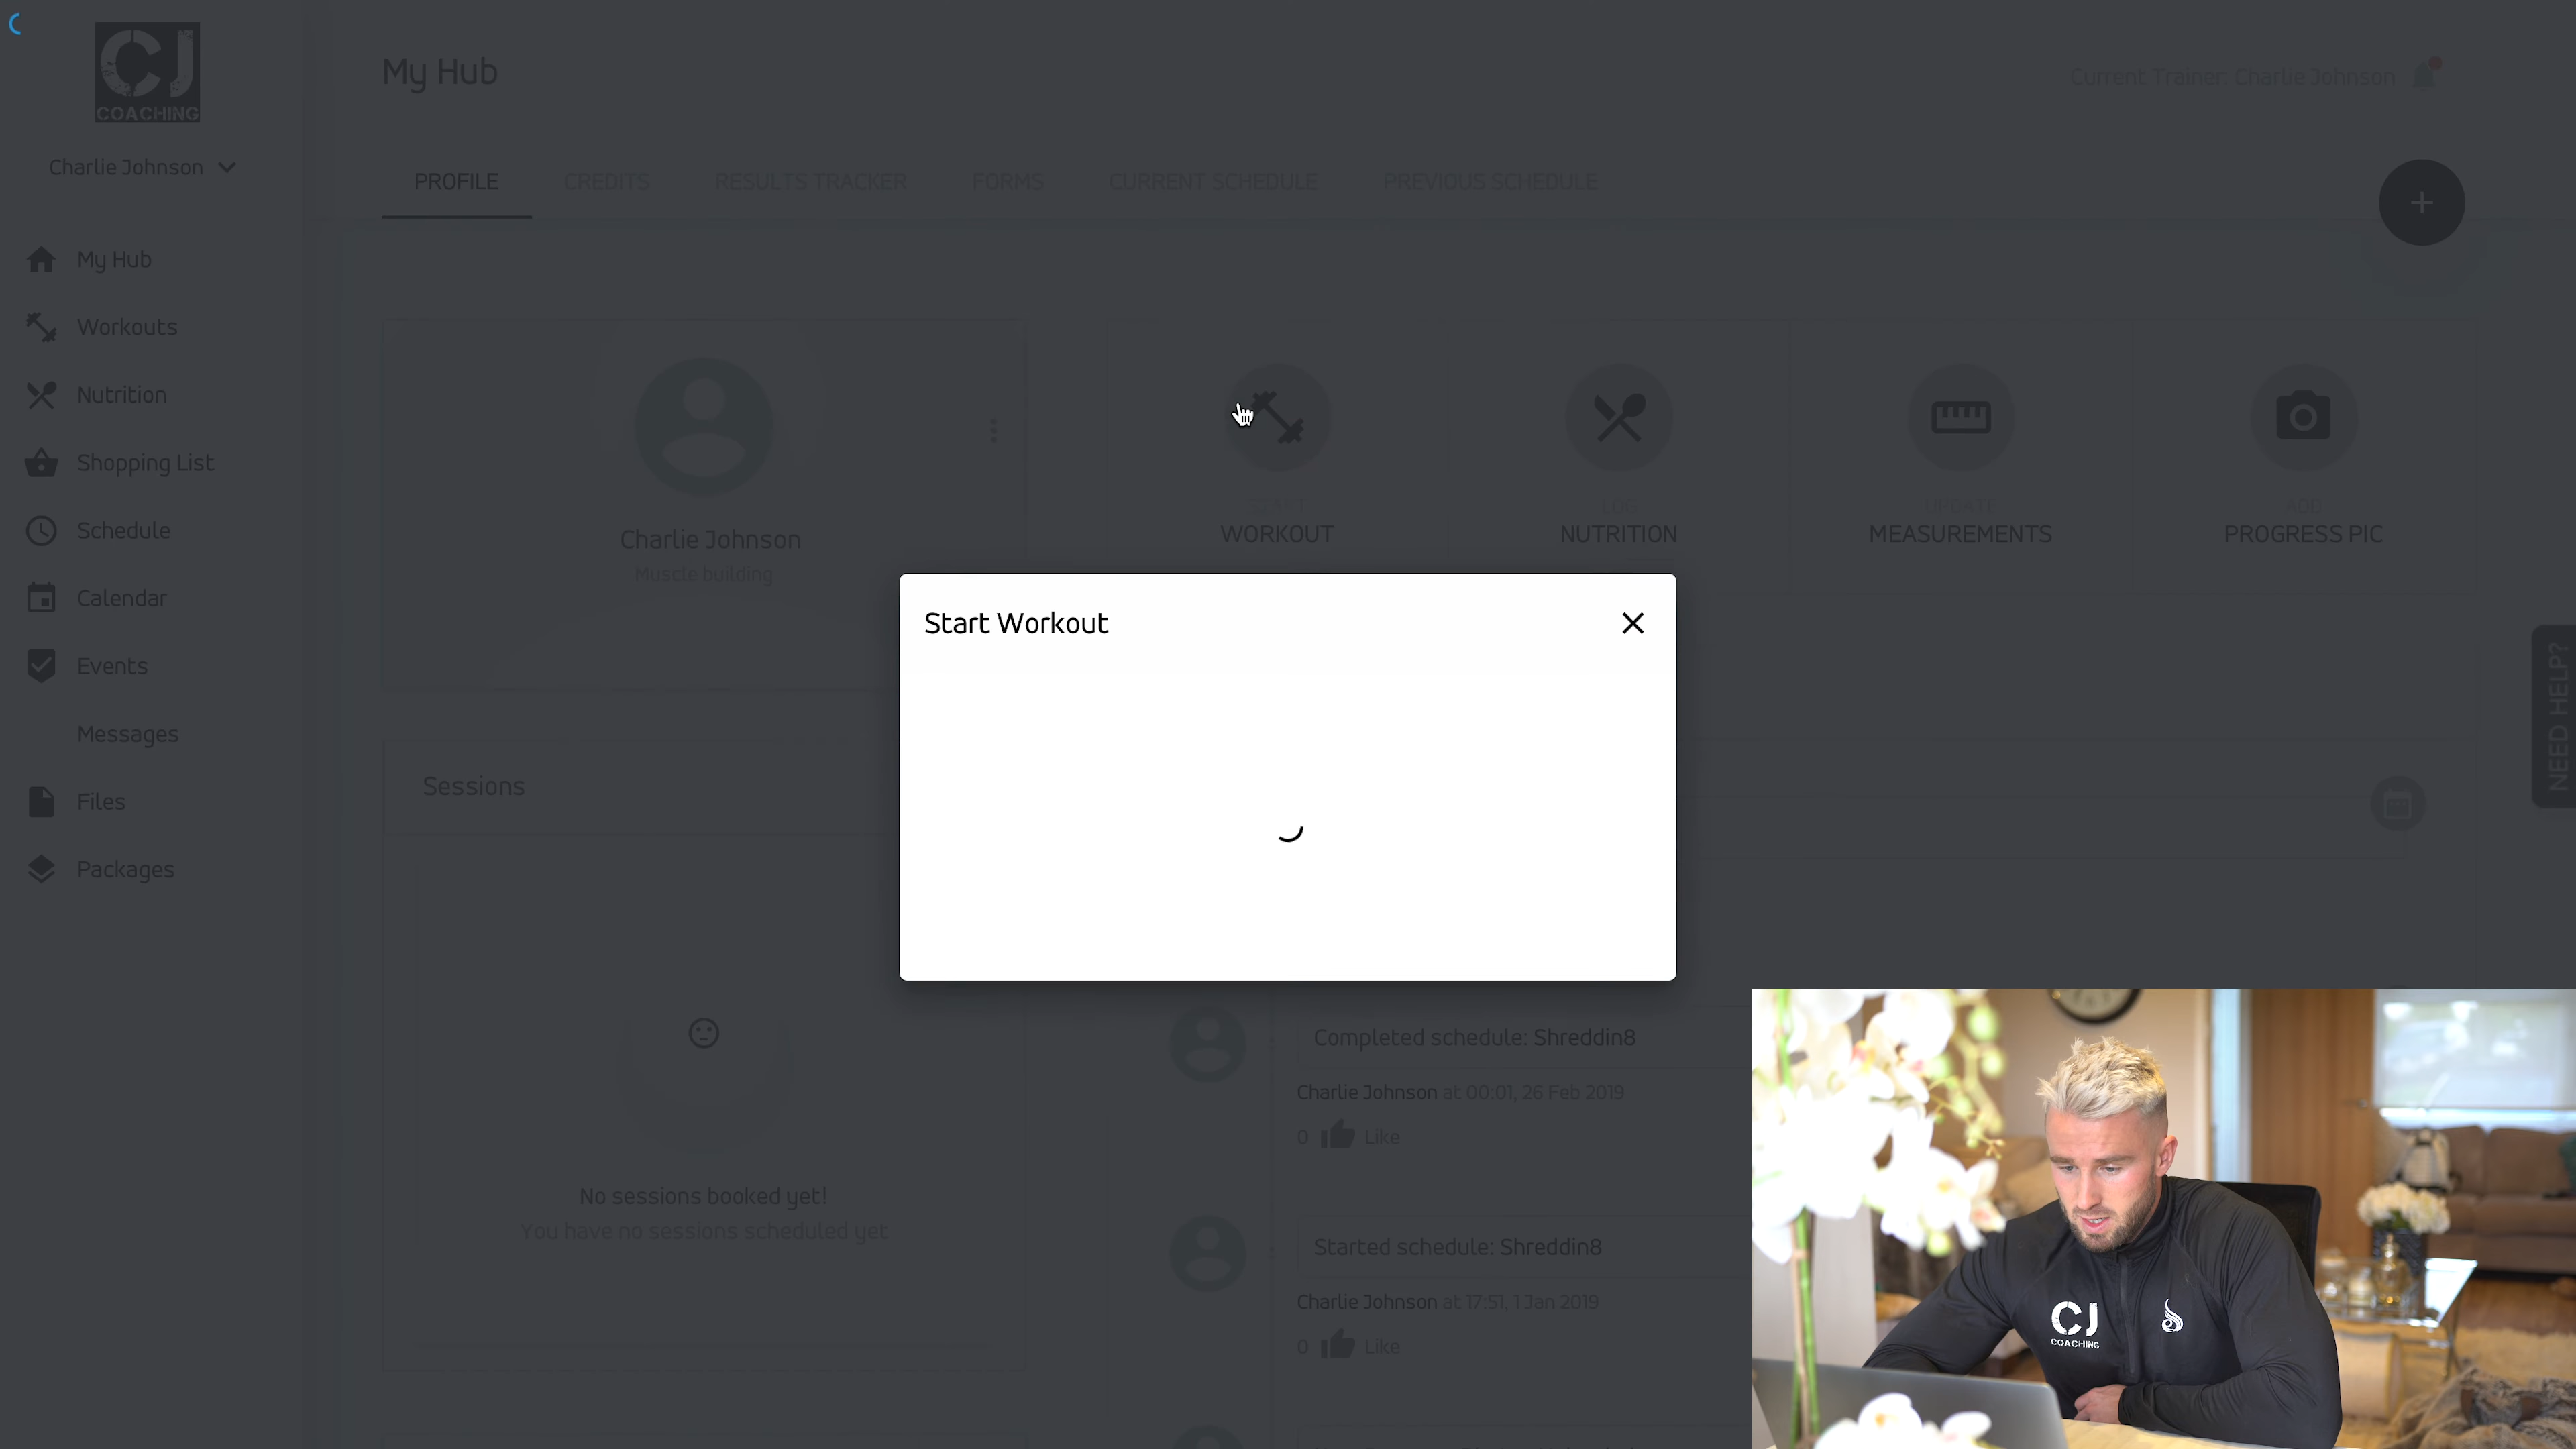 CJ
COACHING
Charlie Johnson
My Hub
Workouts
Nutrition
Shopping List
Schedule
Calendar
Events
Messages
Files
Packages
My Hub
Current Trainer: Charlie Johnson
PROFILE
CREDITS
RESULTS TRACKER
FORMS
CURRENT SCHEDULE
PREVIOUS SCHEDULE
Charlie Johnson
Muscle building
START
WORKOUT
LOG
NUTRITION
UPDATE
MEASUREMENTS
ADD
PROGRESS PIC
Start Workout
NEED HELP?
Sessions
No sessions booked yet!
You have no sessions scheduled yet
Completed schedule: Shreddin8
Charlie Johnson at 00:01, 26 Feb 2019
0 Like
Started schedule: Shreddin8
Charlie Johnson at 17:51, 1 Jan 2019
0 Like
CJ
COACHING